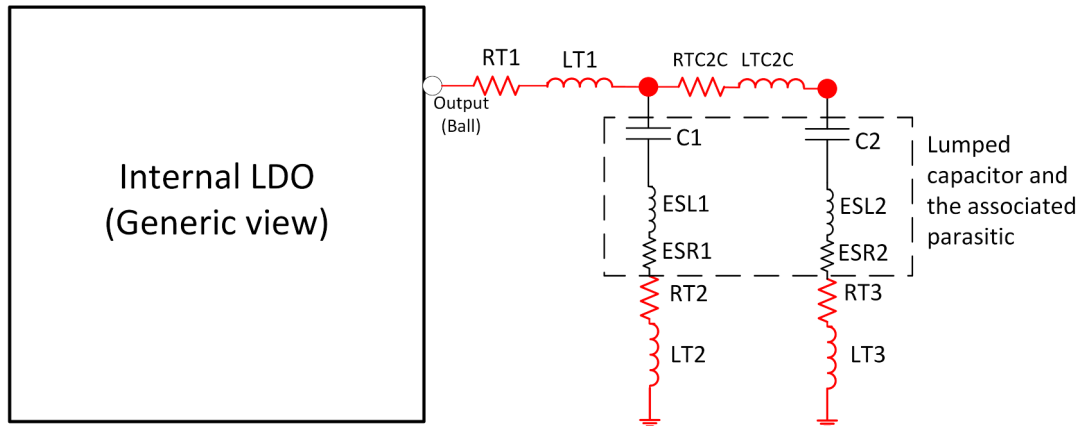 Internal LDO
(Generic view)
Output
(Ball)
RT1
LT1
RTC2C
LTC2C
C1
C2
ESL1
ESL2
ESR1
ESR2
RT2
RT3
LT2
LT3
Lumped
capacitor and
the associated
parasitic